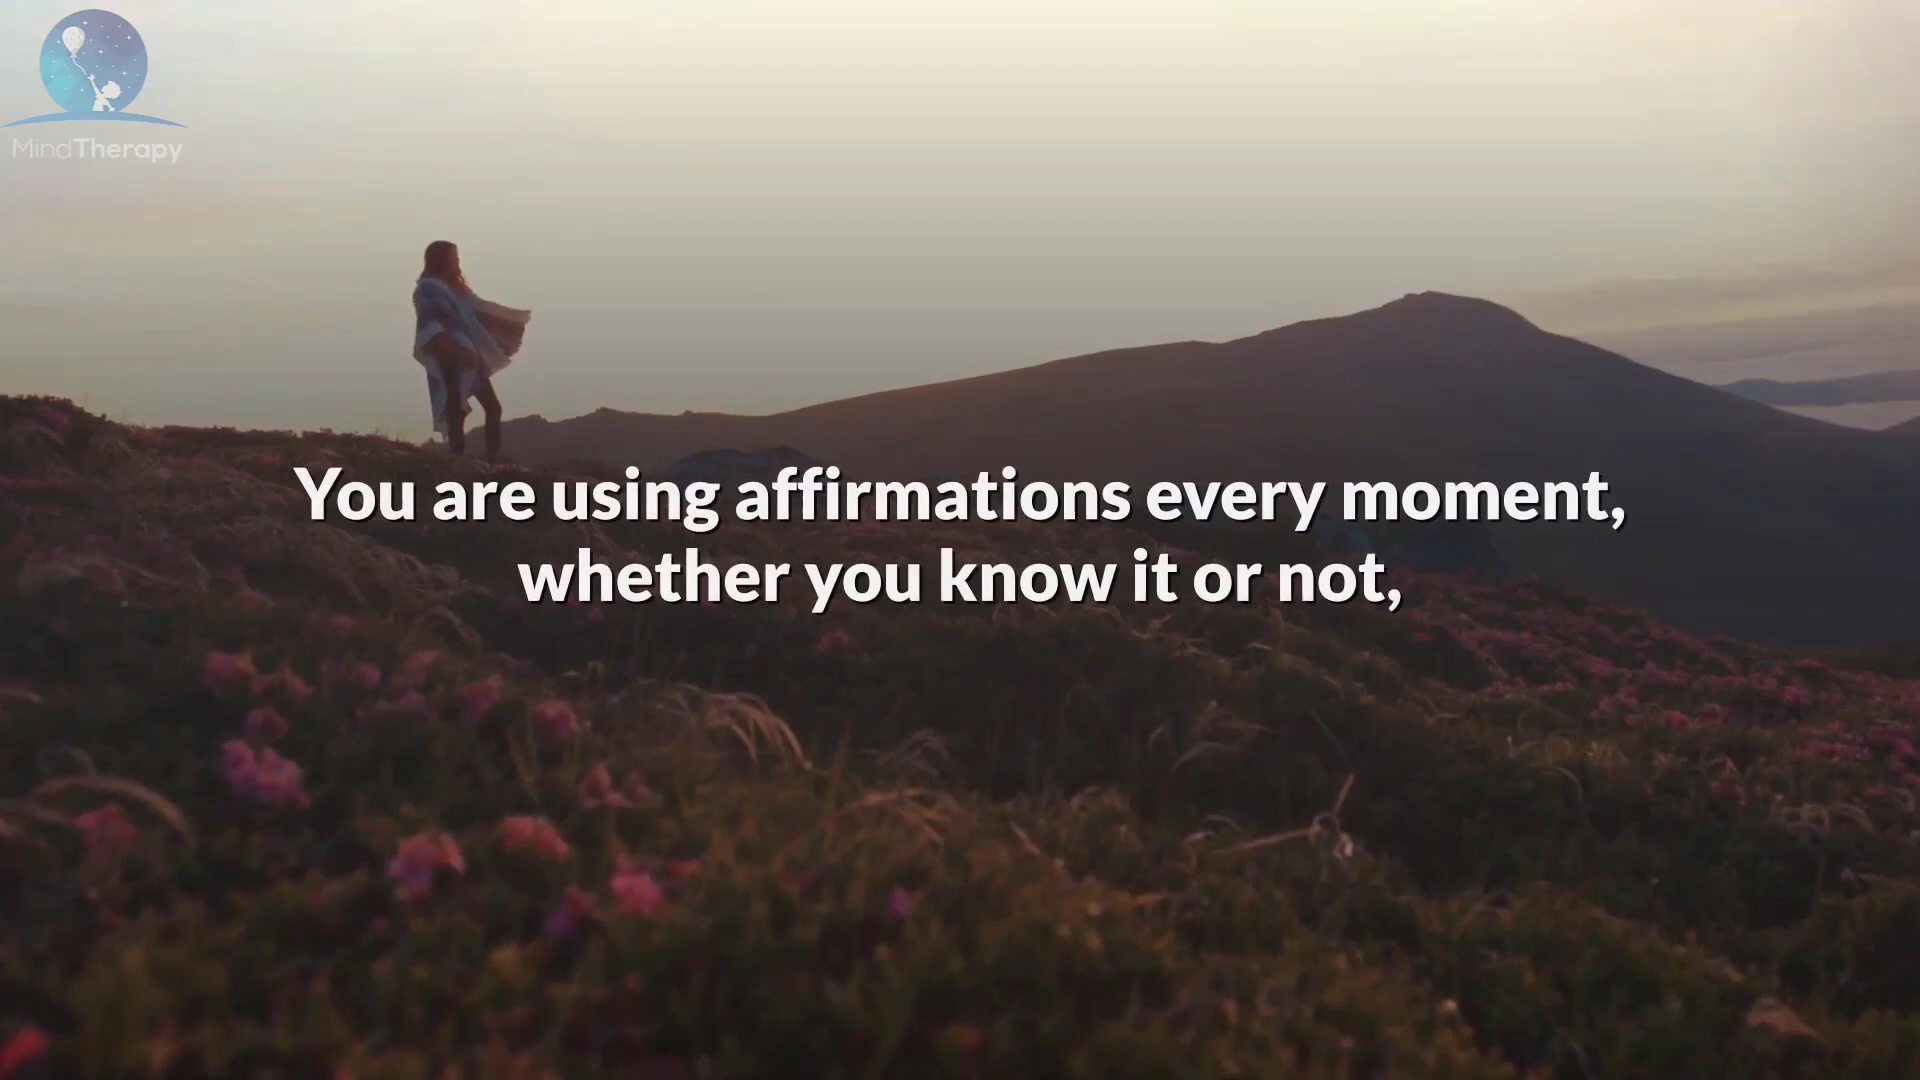 MindTherapy
You are using affirmations every moment,
whether you know it or not,